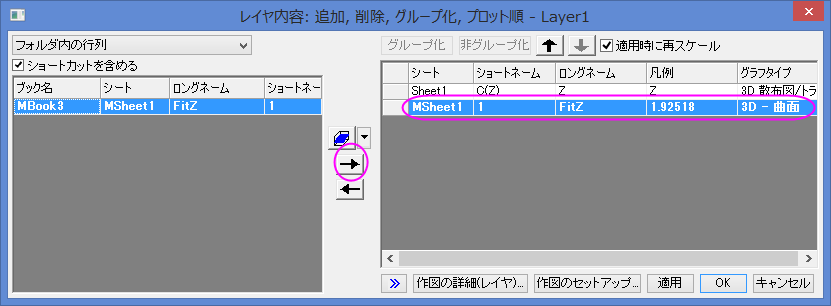 レイヤ内容: 追加, 削除, グループ化, プロット順 - Layer1
フォルダ内の行列
ショートカットを含める
ブック名 シート ロングネーム ショートネー
MBook3 MSheet1 FitZ 1
グループ化 非グループ化 適用時に再スケール
シート ショートネーム ロングネーム 凡例 グラフタイプ
Sheet1 C(Z) Z Z 3D 散布図/トラ
MSheet1 1 FitZ 1.92518 3D - 曲面
作図の詳細(レイヤ)... 作図のセットアップ... 適用 OK キャンセル